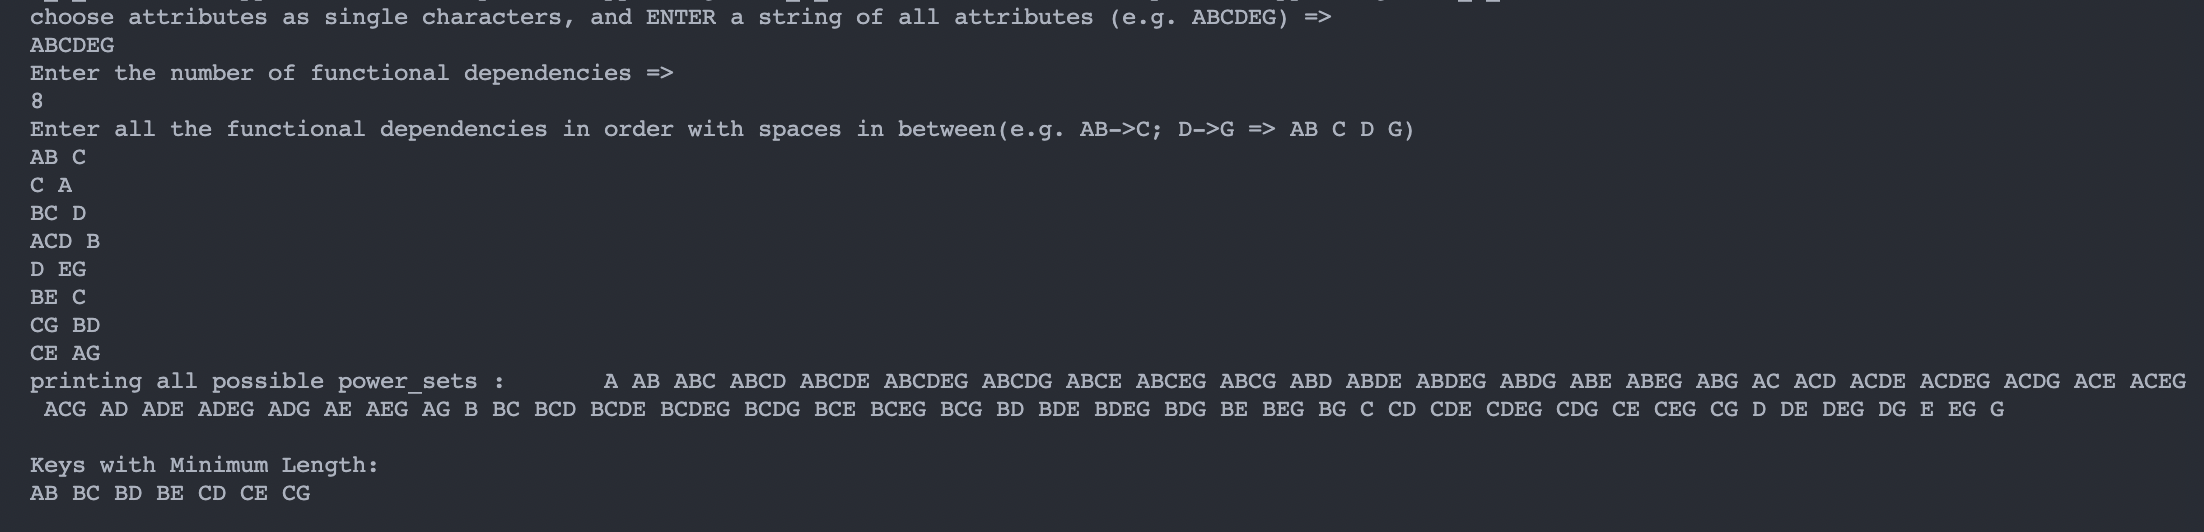 choose attributes as single characters, and ENTER a string of all attributes (e.g. ABCDEG) =>
ABCDEG
Enter the number of functional dependencies =>
8
Enter all the functional dependencies in order with spaces in between(e.g. AB->C; D->G => AB C D G)
AB C
C A
BC D
ACD B
D EG
BE C
CG BD
CE AG
printing all possible power_sets :       A AB ABC ABCD ABCDE ABCDEG ABCDG ABCE ABCEG ABCG ABD ABDE ABDEG ABDG ABE ABEG ABG AC ACD ACDE ACDEG ACDG ACE ACEG
ACG AD ADE ADEG ADG AE AEG AG B BC BCD BCDE BCDEG BCDG BCE BCEG BCG BD BDE BDEG BDG BE BEG BG C CD CDE CDEG CDG CE CEG CG D DE DEG DG E EG G
Keys with Minimum Length:
AB BC BD BE CD CE CG